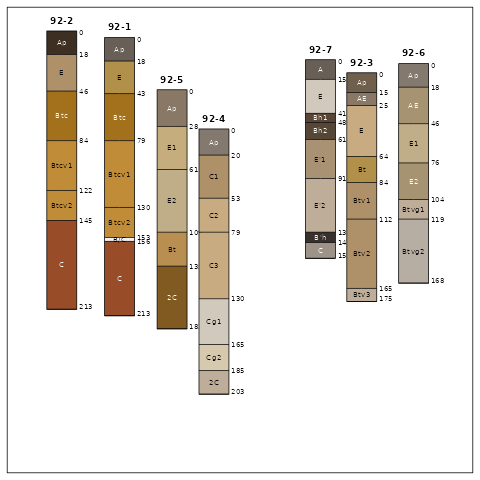 92-2
0
Ap
18
E
46
Btc
84
Btcv1
122
Btcv2
145
C
213
92-1
0
Ap
18
E
43
Btc
79
Btcv1
130
Btcv2
153
B/C
156
C
213
92-5
0
Ap
28
E1
61
E2
10
Bt
13
2C
18
92-4
0
Ap
20
C1
53
C2
79
C3
130
Cg1
165
Cg2
185
2C
203
92-7
0
A
15
E
41
Bh1
48
Bh2
61
E'1
91
E'2
13
B'h
14
C
15
92-3
0
Ap
15
AE
25
E
64
Bt
84
Btv1
112
Btv2
165
Btv3
175
92-6
0
Ap
18
AE
46
E1
76
E2
104
Btvg1
119
Btvg2
168